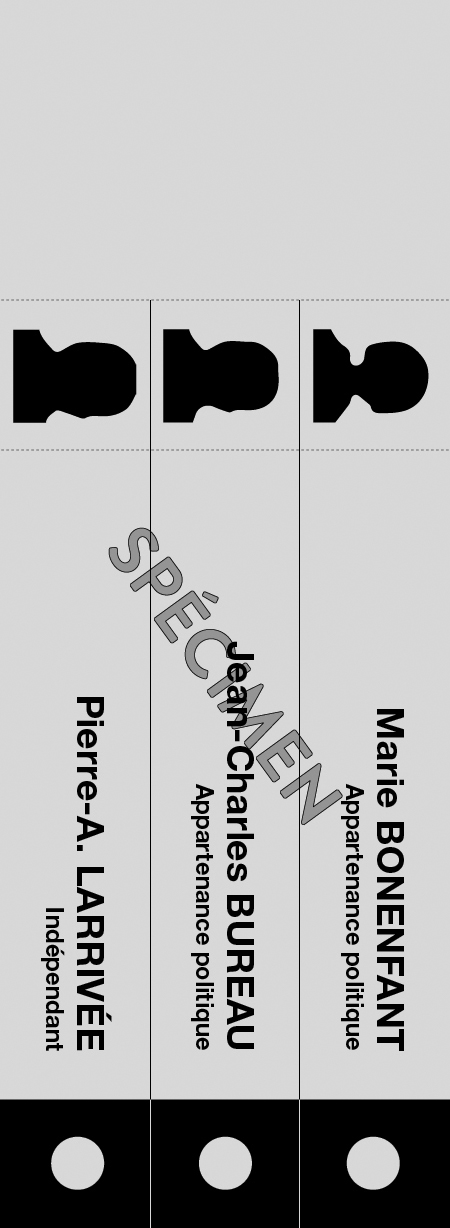 Marie BONENFANT
Appartenance politique
Jean-Charles BUREAU
Appartenance politique
Pierre-A. LARRIVÉE
Indépendant
SPÉCIMEN